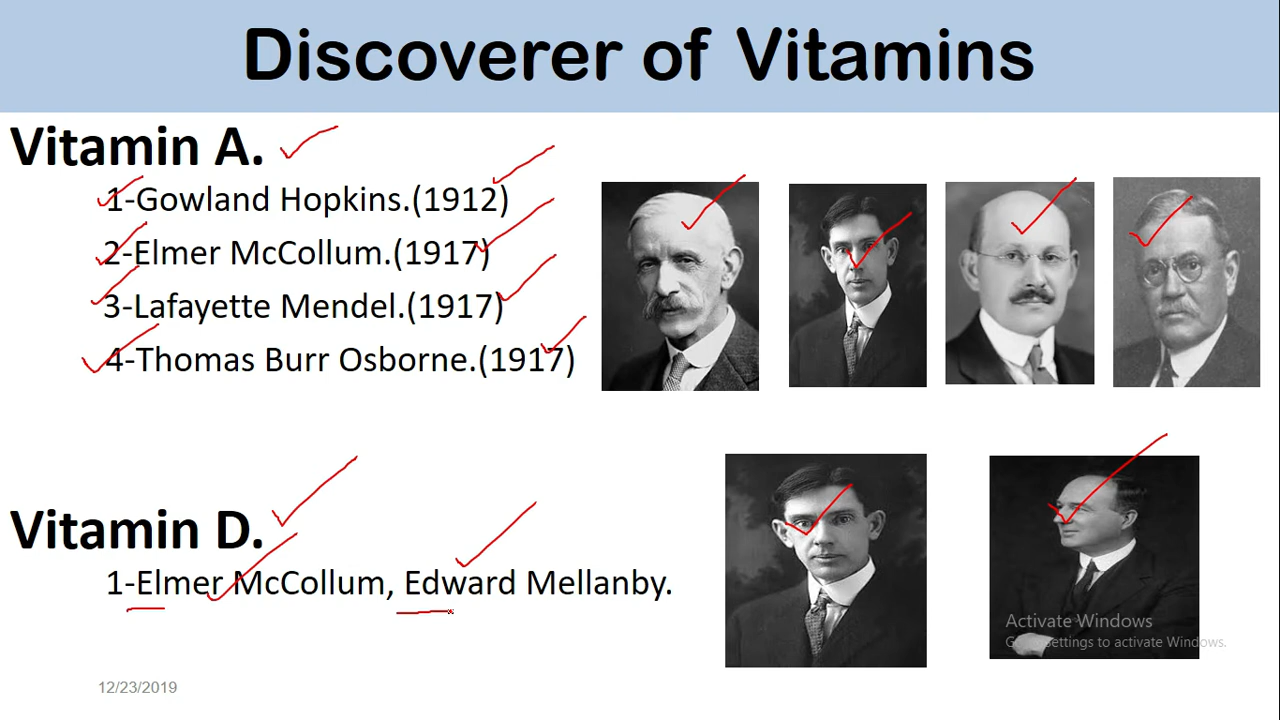 Discoverer of Vitamins
Vitamin A.
1-Gowland Hopkins.(1912)
2-Elmer McCollum.(1917)
3-Lafayette Mendel.(1917)
4-Thomas Burr Osborne.(1917)
Vitamin D.
1-Elmer McCollum, Edward Mellanby.
Activate Windows
Go to Settings to activate Windows.
12/23/2019